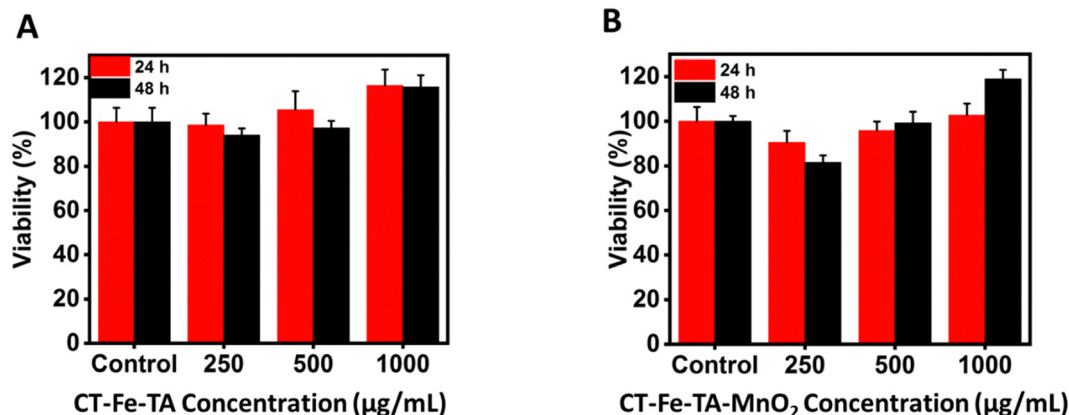 A
24 h
48 h
120
100
80
60
40
20
0
Viability (%)
Control 250 500 1000
CT-Fe-TA Concentration (μg/mL)
B
24 h
48 h
120
100
80
60
40
20
0
Viability (%)
Control 250 500 1000
CT-Fe-TA-MnO₂ Concentration (μg/mL)